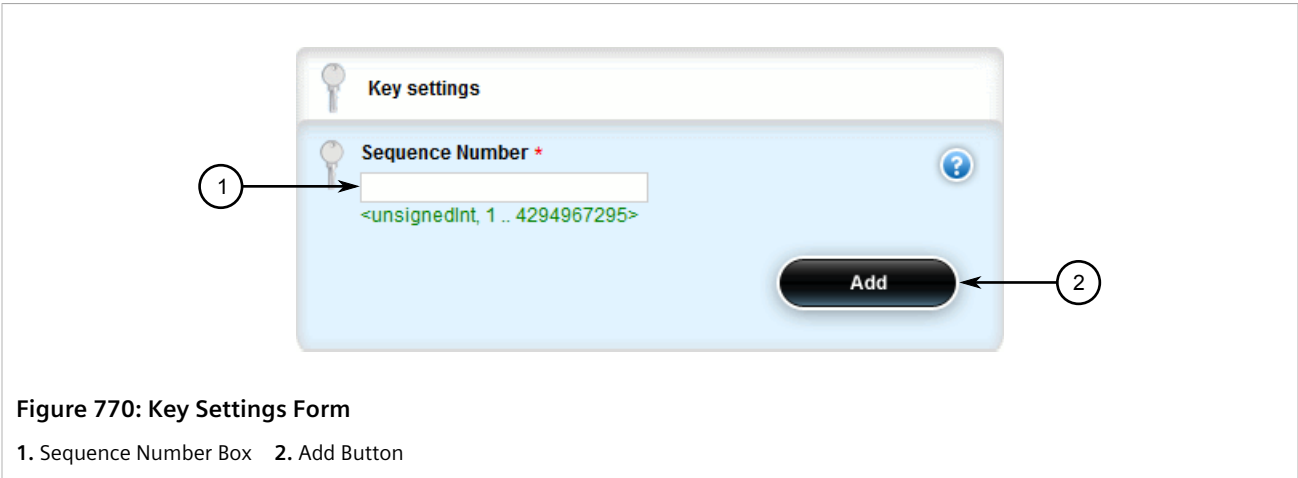 Key settings
Sequence Number *
1
<unsignedInt, 1 .. 4294967295>
Add
2
Figure 770: Key Settings Form
1. Sequence Number Box 2. Add Button